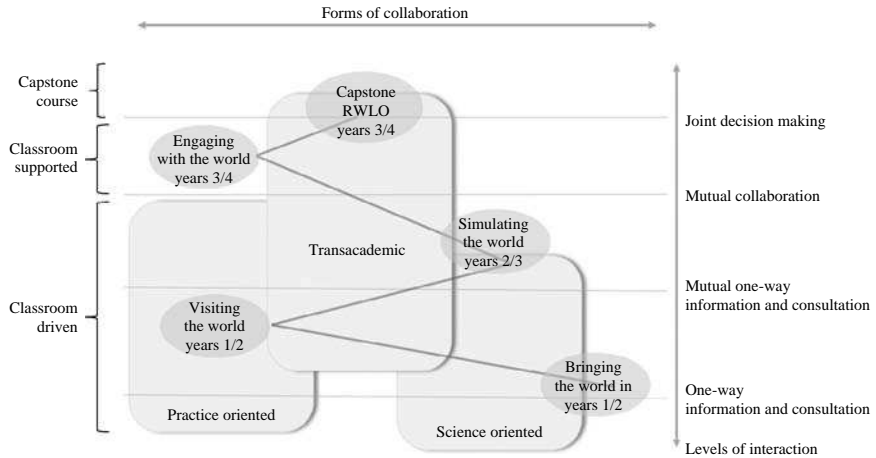 Forms of collaboration
Capstone
course
Classroom
supported
Classroom
driven
Capstone
RWLO
years 3/4
Engaging
with the world
years 3/4
Simulating
the world
years 2/3
Transacademic
Visiting
the world
years 1/2
Bringing
the world in
years 1/2
Practice oriented
Science oriented
Joint decision making
Mutual collaboration
Mutual one-way
information and consultation
One-way
information and consultation
Levels of interaction